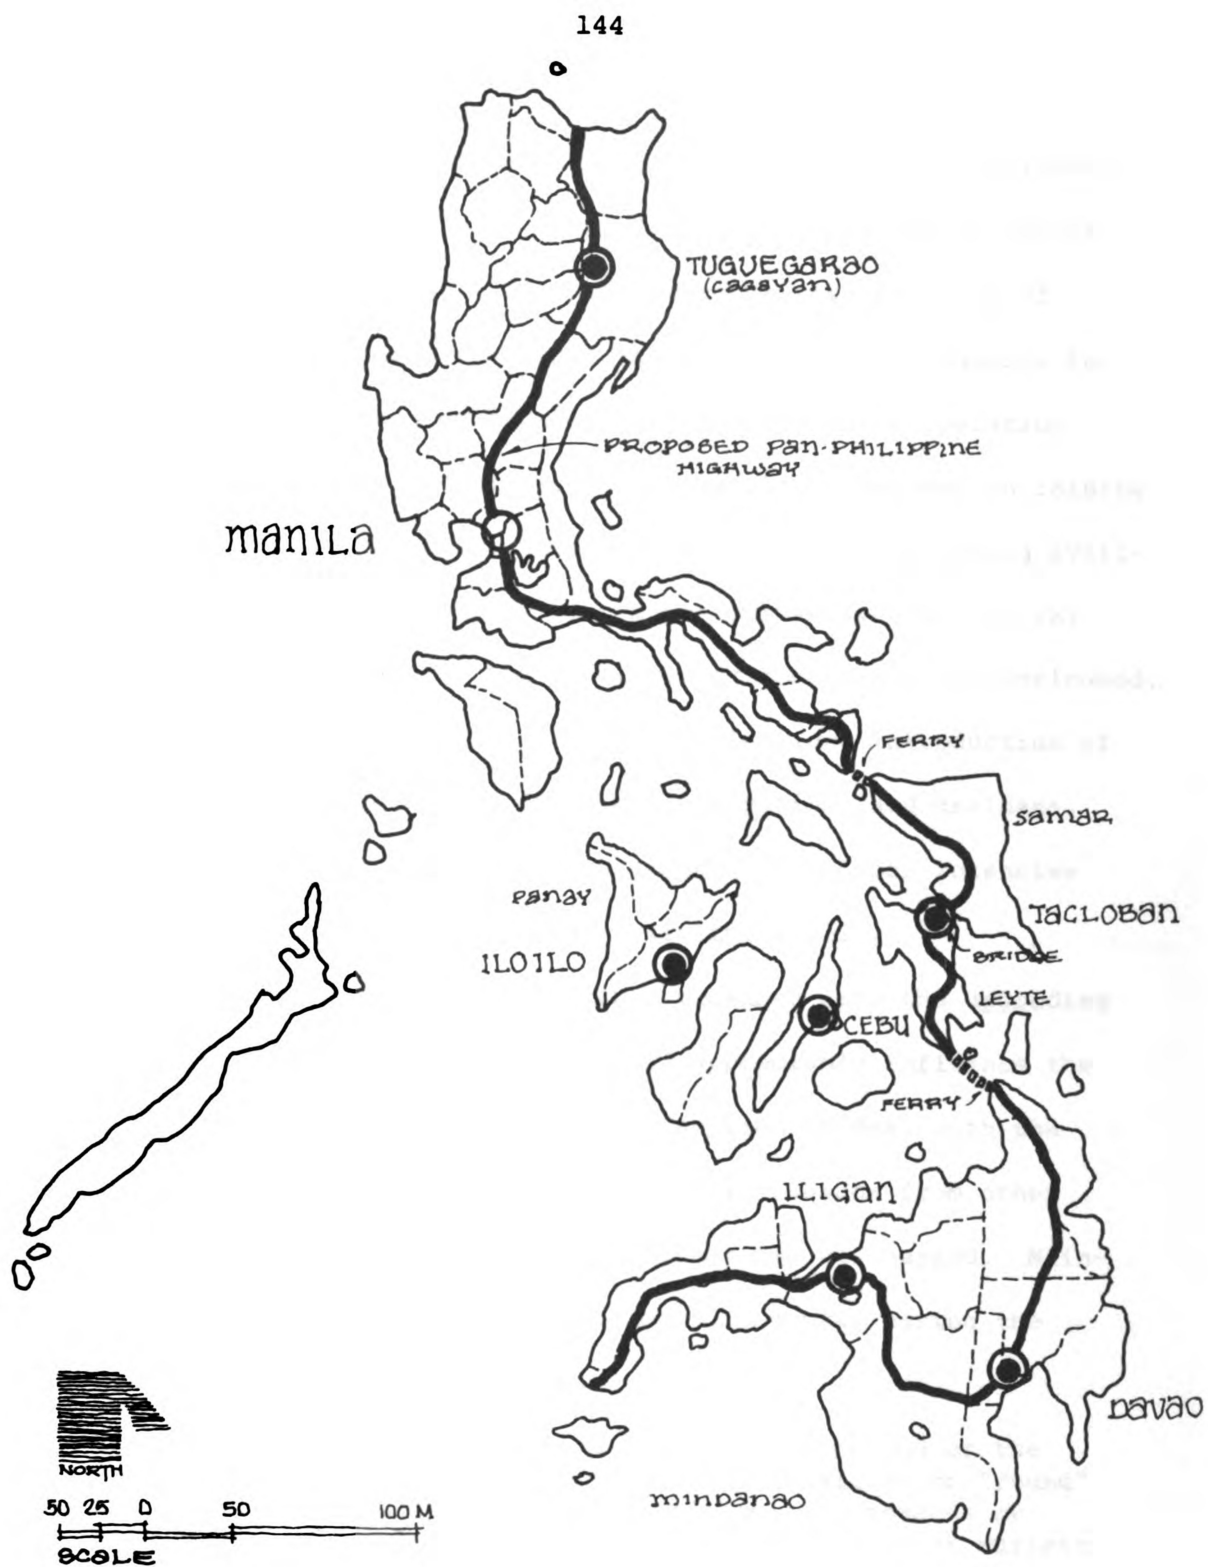 144
TUGUEGARAO
(CAGAYAN)
PROPOSED PAN-PHILIPPINE
HIGHWAY
MANILA
FERRY
SAMAR
PANAY
TACLOBAN
ILOILO
BRIDGE
LEYTE
CEBU
FERRY
ILIGAN
DAVAO
NORTH
MINDANAO
50 25 0 50 100 M
SCALE